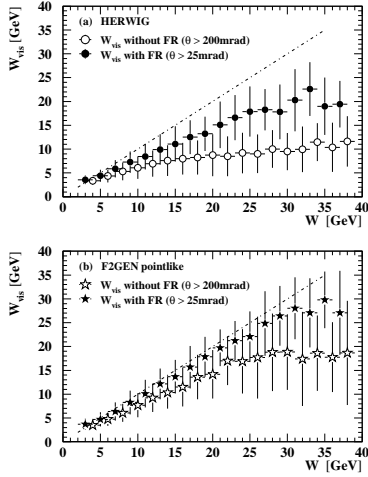 (a) HERWIG
W_vis without FR (θ > 200mrad)
W_vis with FR (θ > 25mrad)
W_vis [GeV]
40
35
30
25
20
15
10
5
0
0 5 10 15 20 25 30 35 40
W [GeV]
(b) F2GEN pointlike
W_vis without FR (θ > 200mrad)
W_vis with FR (θ > 25mrad)
W_vis [GeV]
40
35
30
25
20
15
10
5
0
0 5 10 15 20 25 30 35 40
W [GeV]